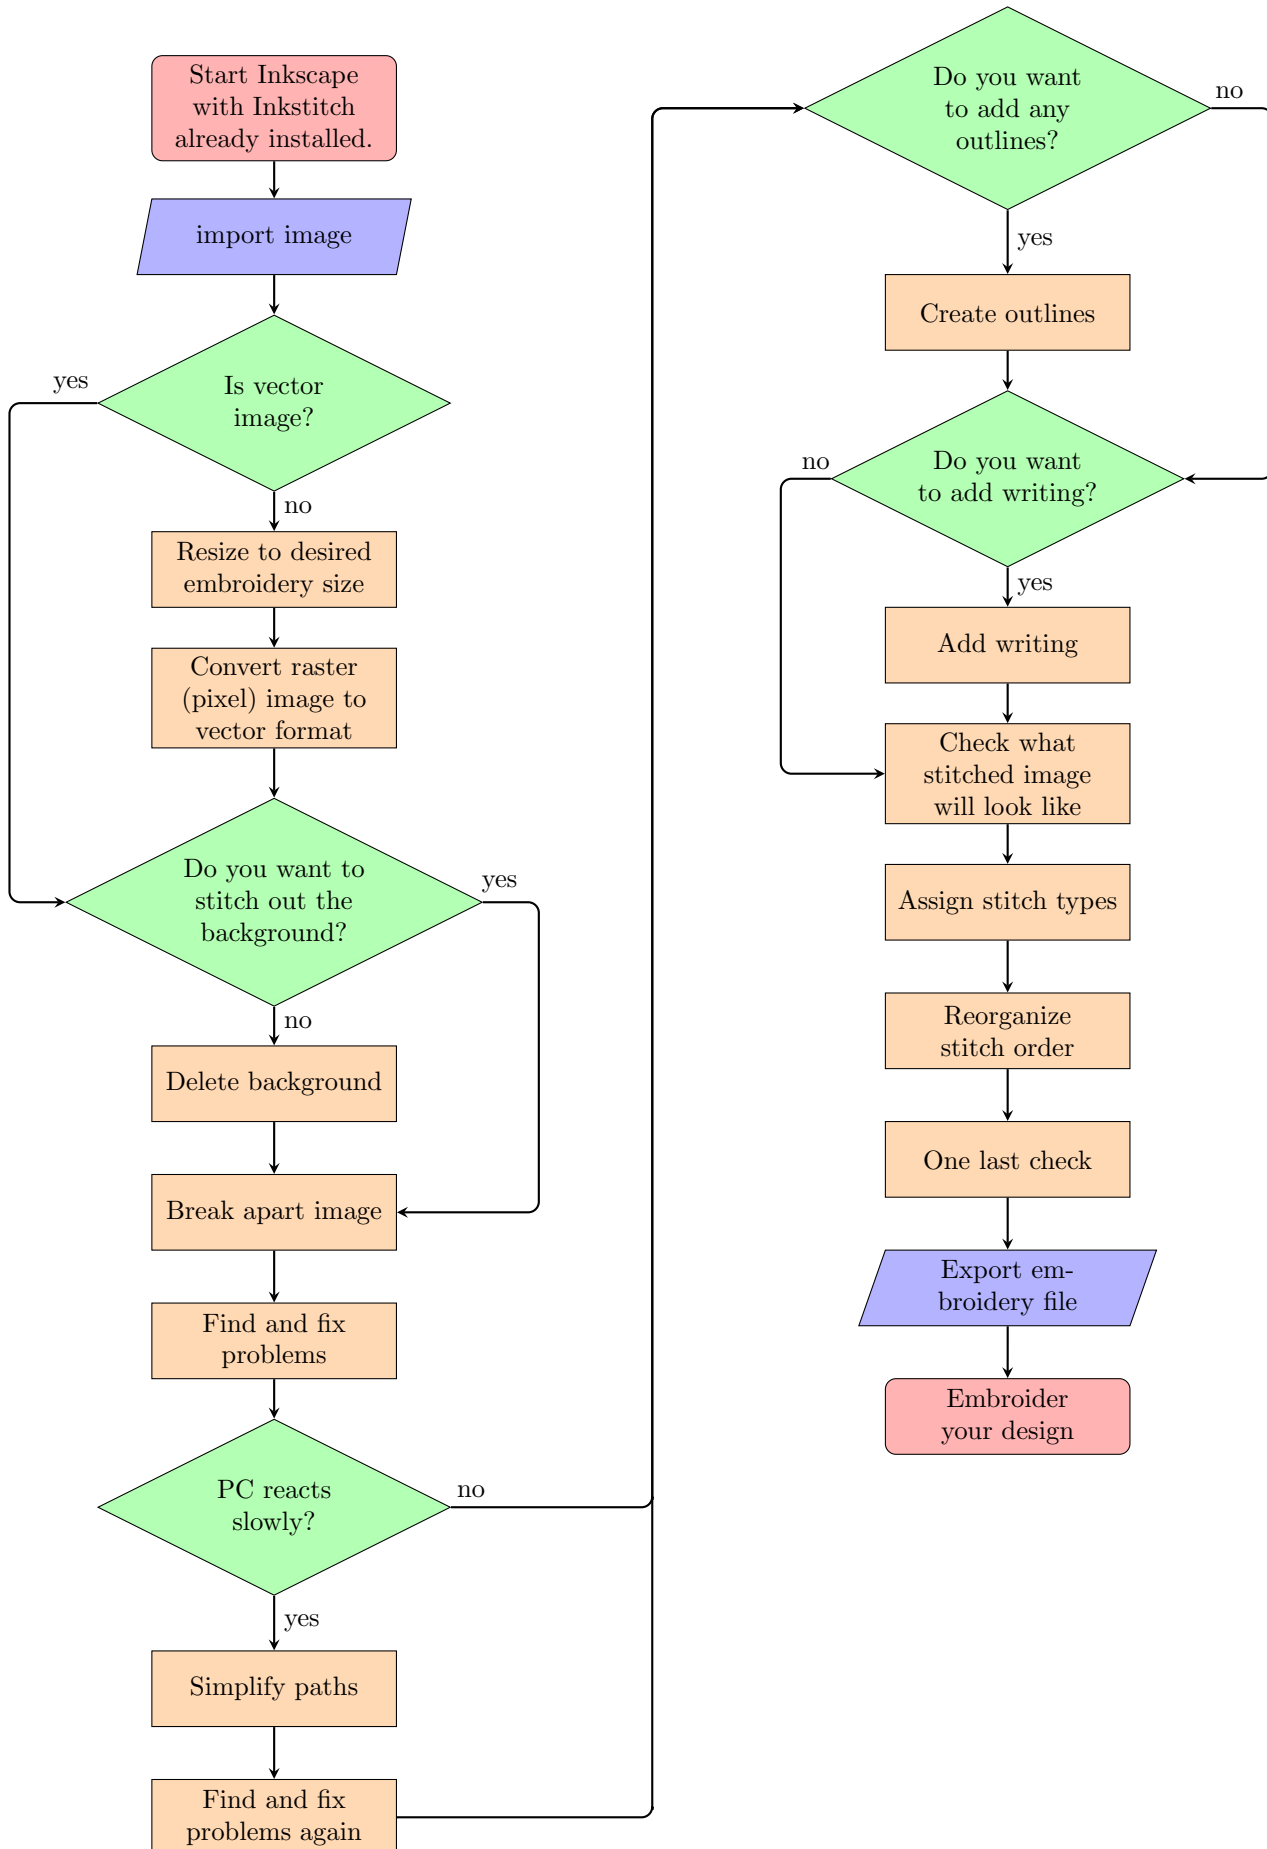 Start Inkscape
with Inkstitch
already installed.
import image
Is vector
image?
yes
no
Resize to desired
embroidery size
Convert raster
(pixel) image to
vector format
Do you want to
stitch out the
background?
yes
no
Delete background
Break apart image
Find and fix
problems
PC reacts
slowly?
no
yes
Simplify paths
Find and fix
problems again
Do you want
to add any
outlines?
no
yes
Create outlines
Do you want
to add writing?
no
yes
Add writing
Check what
stitched image
will look like
Assign stitch types
Reorganize
stitch order
One last check
Export em-
broidery file
Embroider
your design